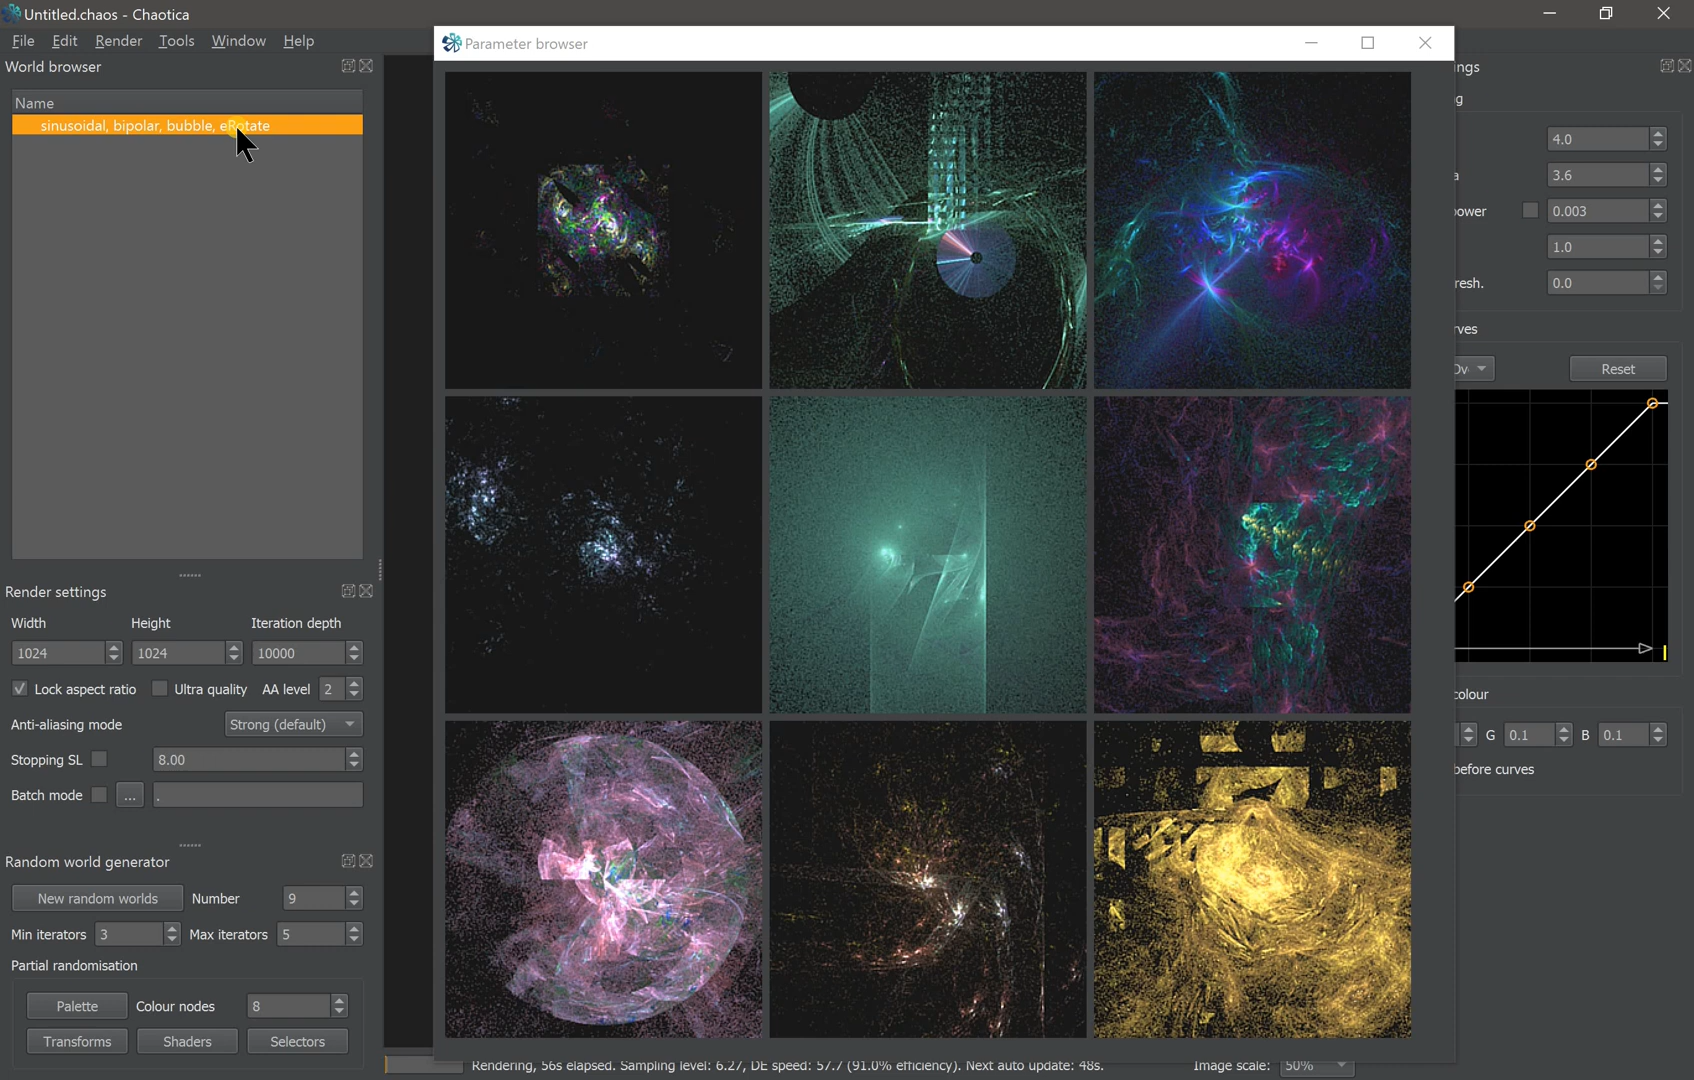 Untitled.chaos - Chaotica
File Edit Render Tools Window Help
World browser
Name
sinusoidal, bipolar, bubble, eRotate
Render settings
Width Height Iteration depth
1024 1024 10000
Lock aspect ratio Ultra quality AA level 2
Anti-aliasing mode Strong (default)
Stopping SL 8.00
Batch mode ... .
Random world generator
New random worlds Number 9
Min iterators 3 Max iterators 5
Partial randomisation
Palette Colour nodes 8
Transforms Shaders Selectors
Parameter browser
Rendering, 56s elapsed. Sampling level: 6.27, DE speed: 57.7 (91.0% efficiency). Next auto update: 48s. Image scale: 50%
ngs
g
4.0
a 3.6
ower 0.003
1.0
resh. 0.0
rves
Ov Reset
colour
G 0.1 B 0.1
before curves